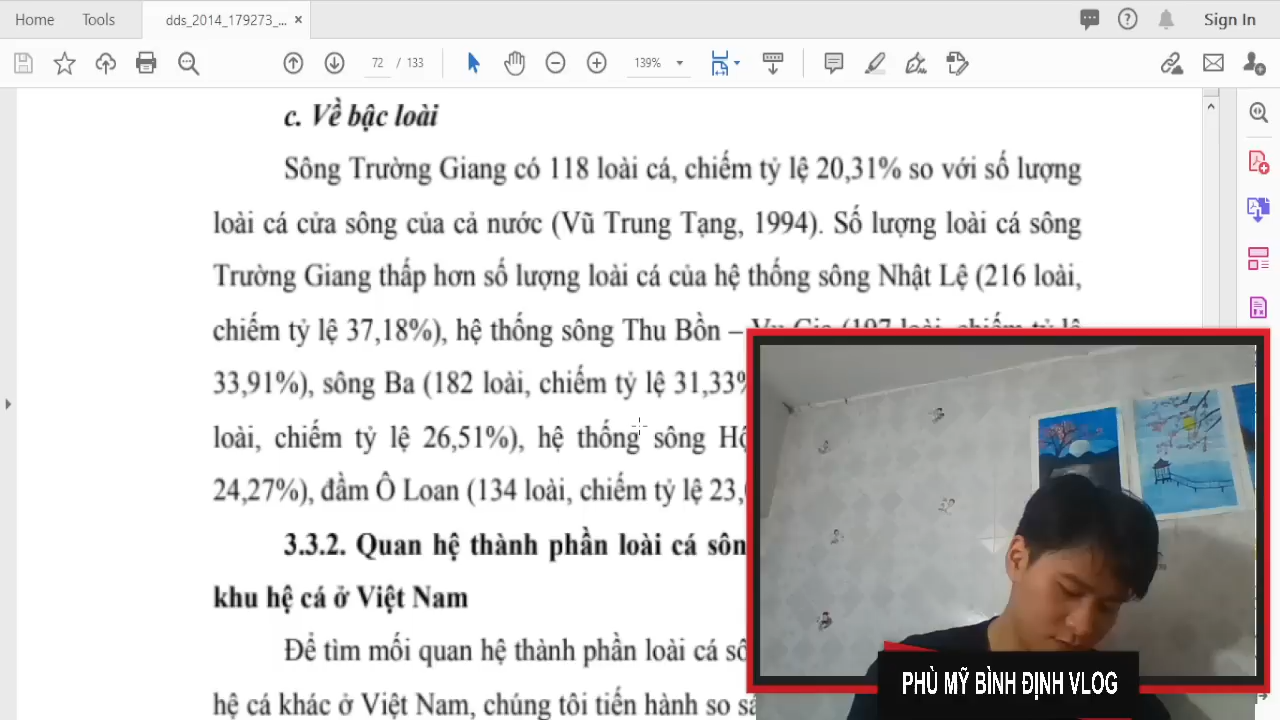 Home Tools dds_2014_179273_... ×
Sign In
72 / 133 139%
c. Về bậc loài
Sông Trường Giang có 118 loài cá, chiếm tỷ lệ 20,31% so với số lượng
loài cá cửa sông của cả nước (Vũ Trung Tạng, 1994). Số lượng loài cá sông
Trường Giang thấp hơn số lượng loài cá của hệ thống sông Nhật Lệ (216 loài,
chiếm tỷ lệ 37,18%), hệ thống sông Thu Bồn – Vu Gia (197 loài, chiếm tỷ lệ
33,91%), sông Ba (182 loài, chiếm tỷ lệ 31,33%
loài, chiếm tỷ lệ 26,51%), hệ thống sông
24,27%), đầm Ô Loan (134 loài, chiếm tỷ lệ
3.3.2. Quan hệ thành phần loài cá
khu hệ cá ở Việt Nam
Để tìm mối quan hệ thành phần loài cá
hệ cá khác ở Việt Nam, chúng tôi tiến hành so
PHÙ MỸ BÌNH ĐỊNH VLOG